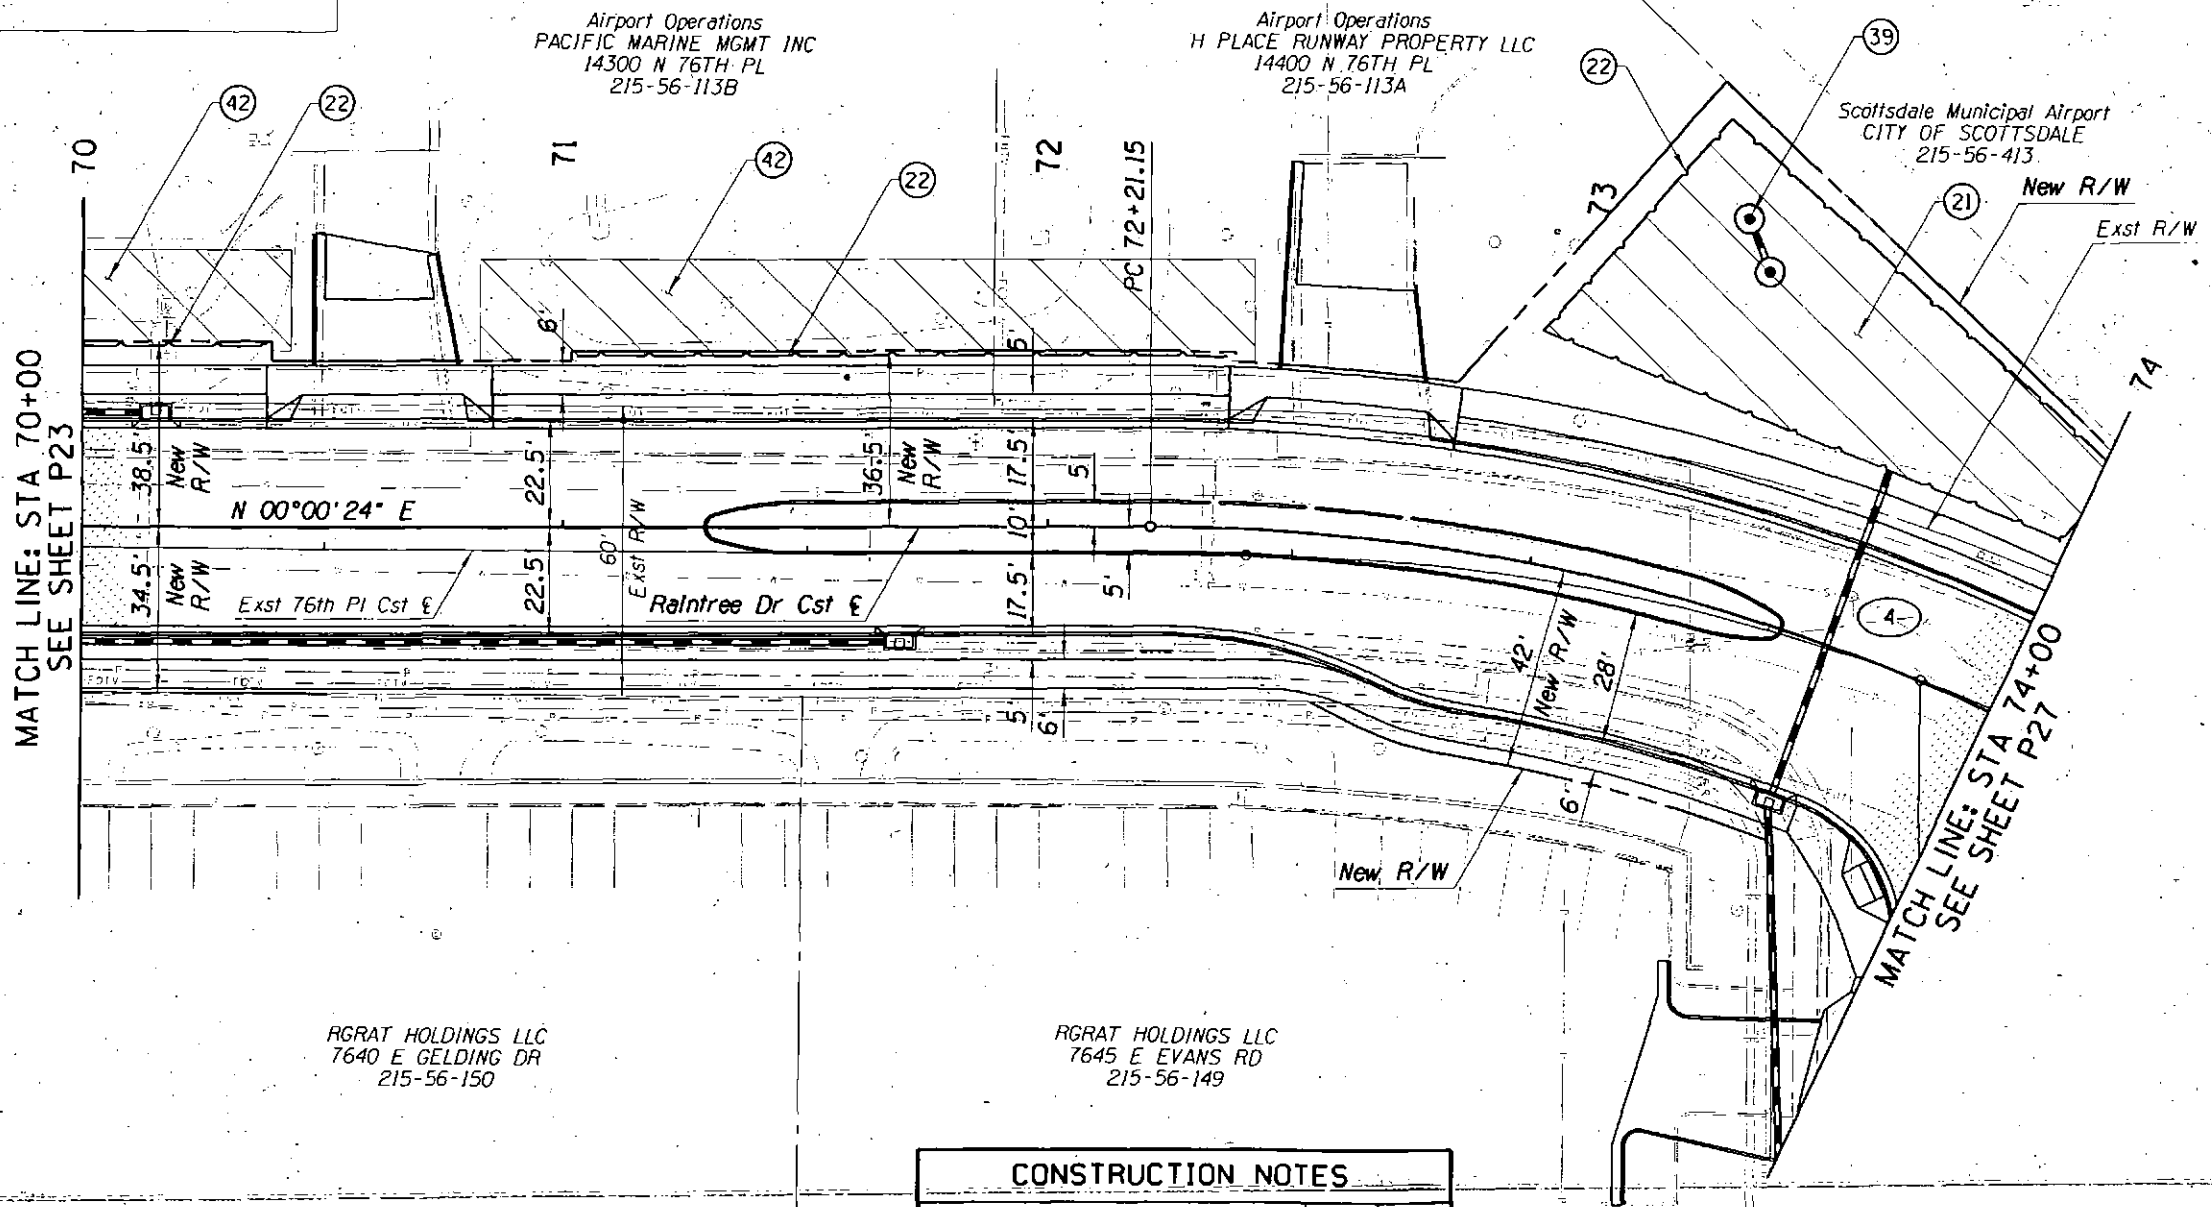 Airport Operations
PACIFIC MARINE MGMT INC
14300 N 76TH PL
215-56-113B
Airport Operations
H PLACE RUNWAY PROPERTY LLC
14400 N 76TH PL
215-56-113A
39
22
Scottsdale Municipal Airport
CITY OF SCOTTSDALE
215-56-413
21
New R/W
Exst R/W
42
22
42
22
70
71
72
73
74
PC 72+21.15
6'
6'
MATCH LINE: STA 70+00
SEE SHEET P23
38.5'
New
R/W
34.5'
New
R/W
N 00°00'24" E
22.5'
22.5'
60'
Exst R/W
36.5'
New
R/W
17.5'
10'
17.5'
5'
5'
Exst 76th Pl Cst ℄
Raintree Dr Cst ℄
5'
6'
42'
New R/W
28'
6'
4
New R/W
MATCH LINE: STA 74+00
SEE SHEET P27
RGRAT HOLDINGS LLC
7640 E GELDING DR
215-56-150
RGRAT HOLDINGS LLC
7645 E EVANS RD
215-56-149
CONSTRUCTION NOTES